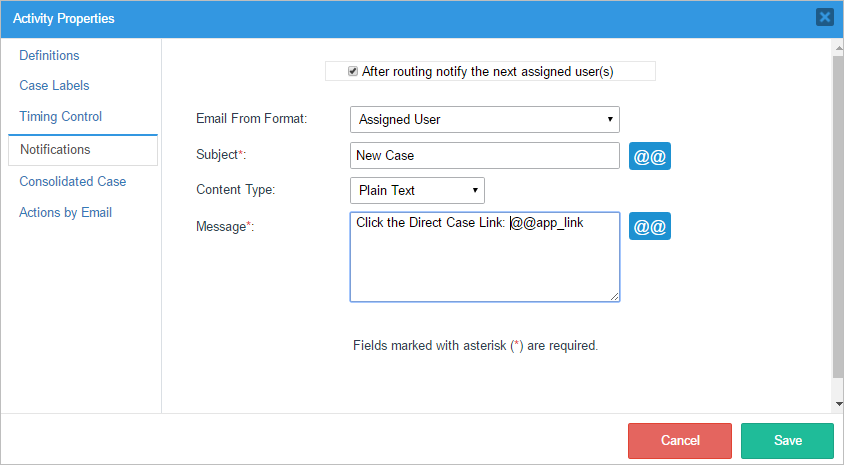 Activity Properties
Definitions
Case Labels
Timing Control
Notifications
Consolidated Case
Actions by Email
After routing notify the next assigned user(s)
Email From Format: Assigned User
Subject*: New Case @@
Content Type: Plain Text
Message*: Click the Direct Case Link: @@app_link @@
Fields marked with asterisk (*) are required.
Cancel Save